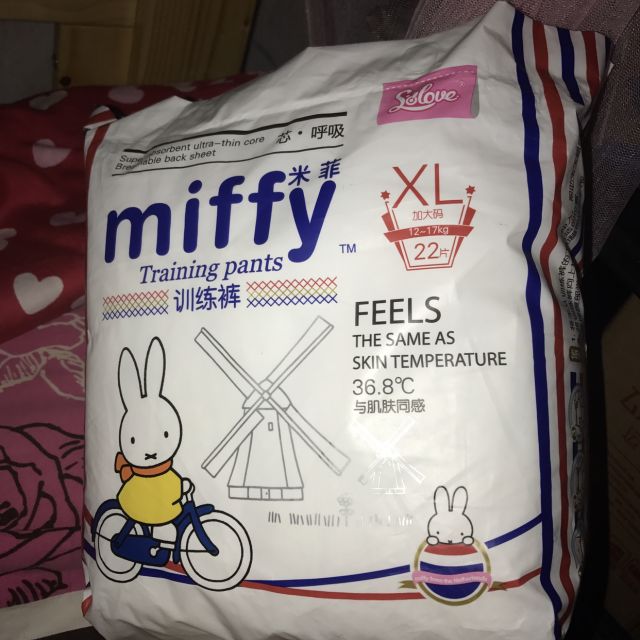 Solove
absorbent ultra-thin core
Breathable back sheet
芯·呼吸
米菲
miffy
TM
Training pants
训练裤
XL
加大码
12~17kg
22片
FEELS
THE SAME AS
SKIN TEMPERATURE
36.8℃
与肌肤同感